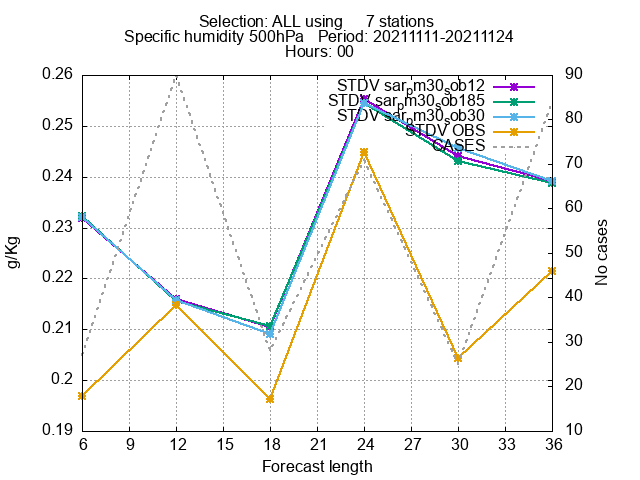 Selection: ALL using 7 stations
Specific humidity 500hPa Period: 20211111-20211124
Hours: 00
STDV sar_pm30_sob12
STDV sar_pm30_sob185
STDV sar_pm30_sob30
STDV OBS
CASES
0.26
0.25
0.24
0.23
0.22
0.21
0.2
0.19
g/Kg
90
80
70
60
50
40
30
20
10
No cases
6 9 12 15 18 21 24 27 30 33 36
Forecast length